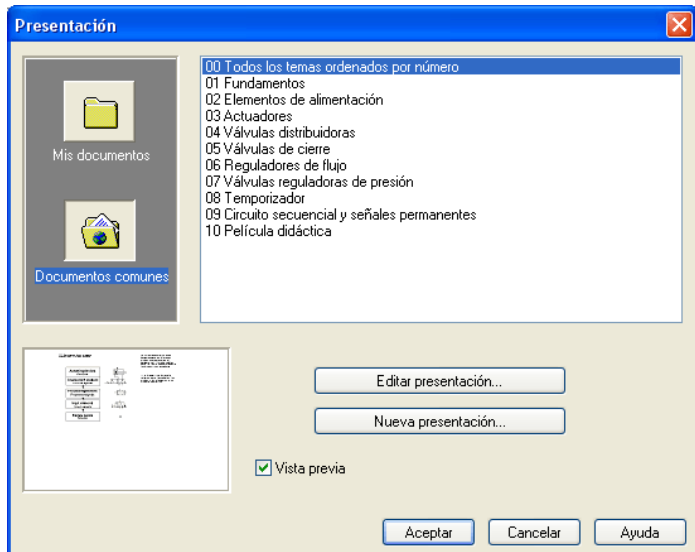 Presentación
Mis documentos
Documentos comunes
00 Todos los temas ordenados por número
01 Fundamentos
02 Elementos de alimentación
03 Actuadores
04 Válvulas distribuidoras
05 Válvulas de cierre
06 Reguladores de flujo
07 Válvulas reguladoras de presión
08 Temporizador
09 Circuito secuencial y señales permanentes
10 Película didáctica
Editar presentación...
Nueva presentación...
Vista previa
Aceptar
Cancelar
Ayuda